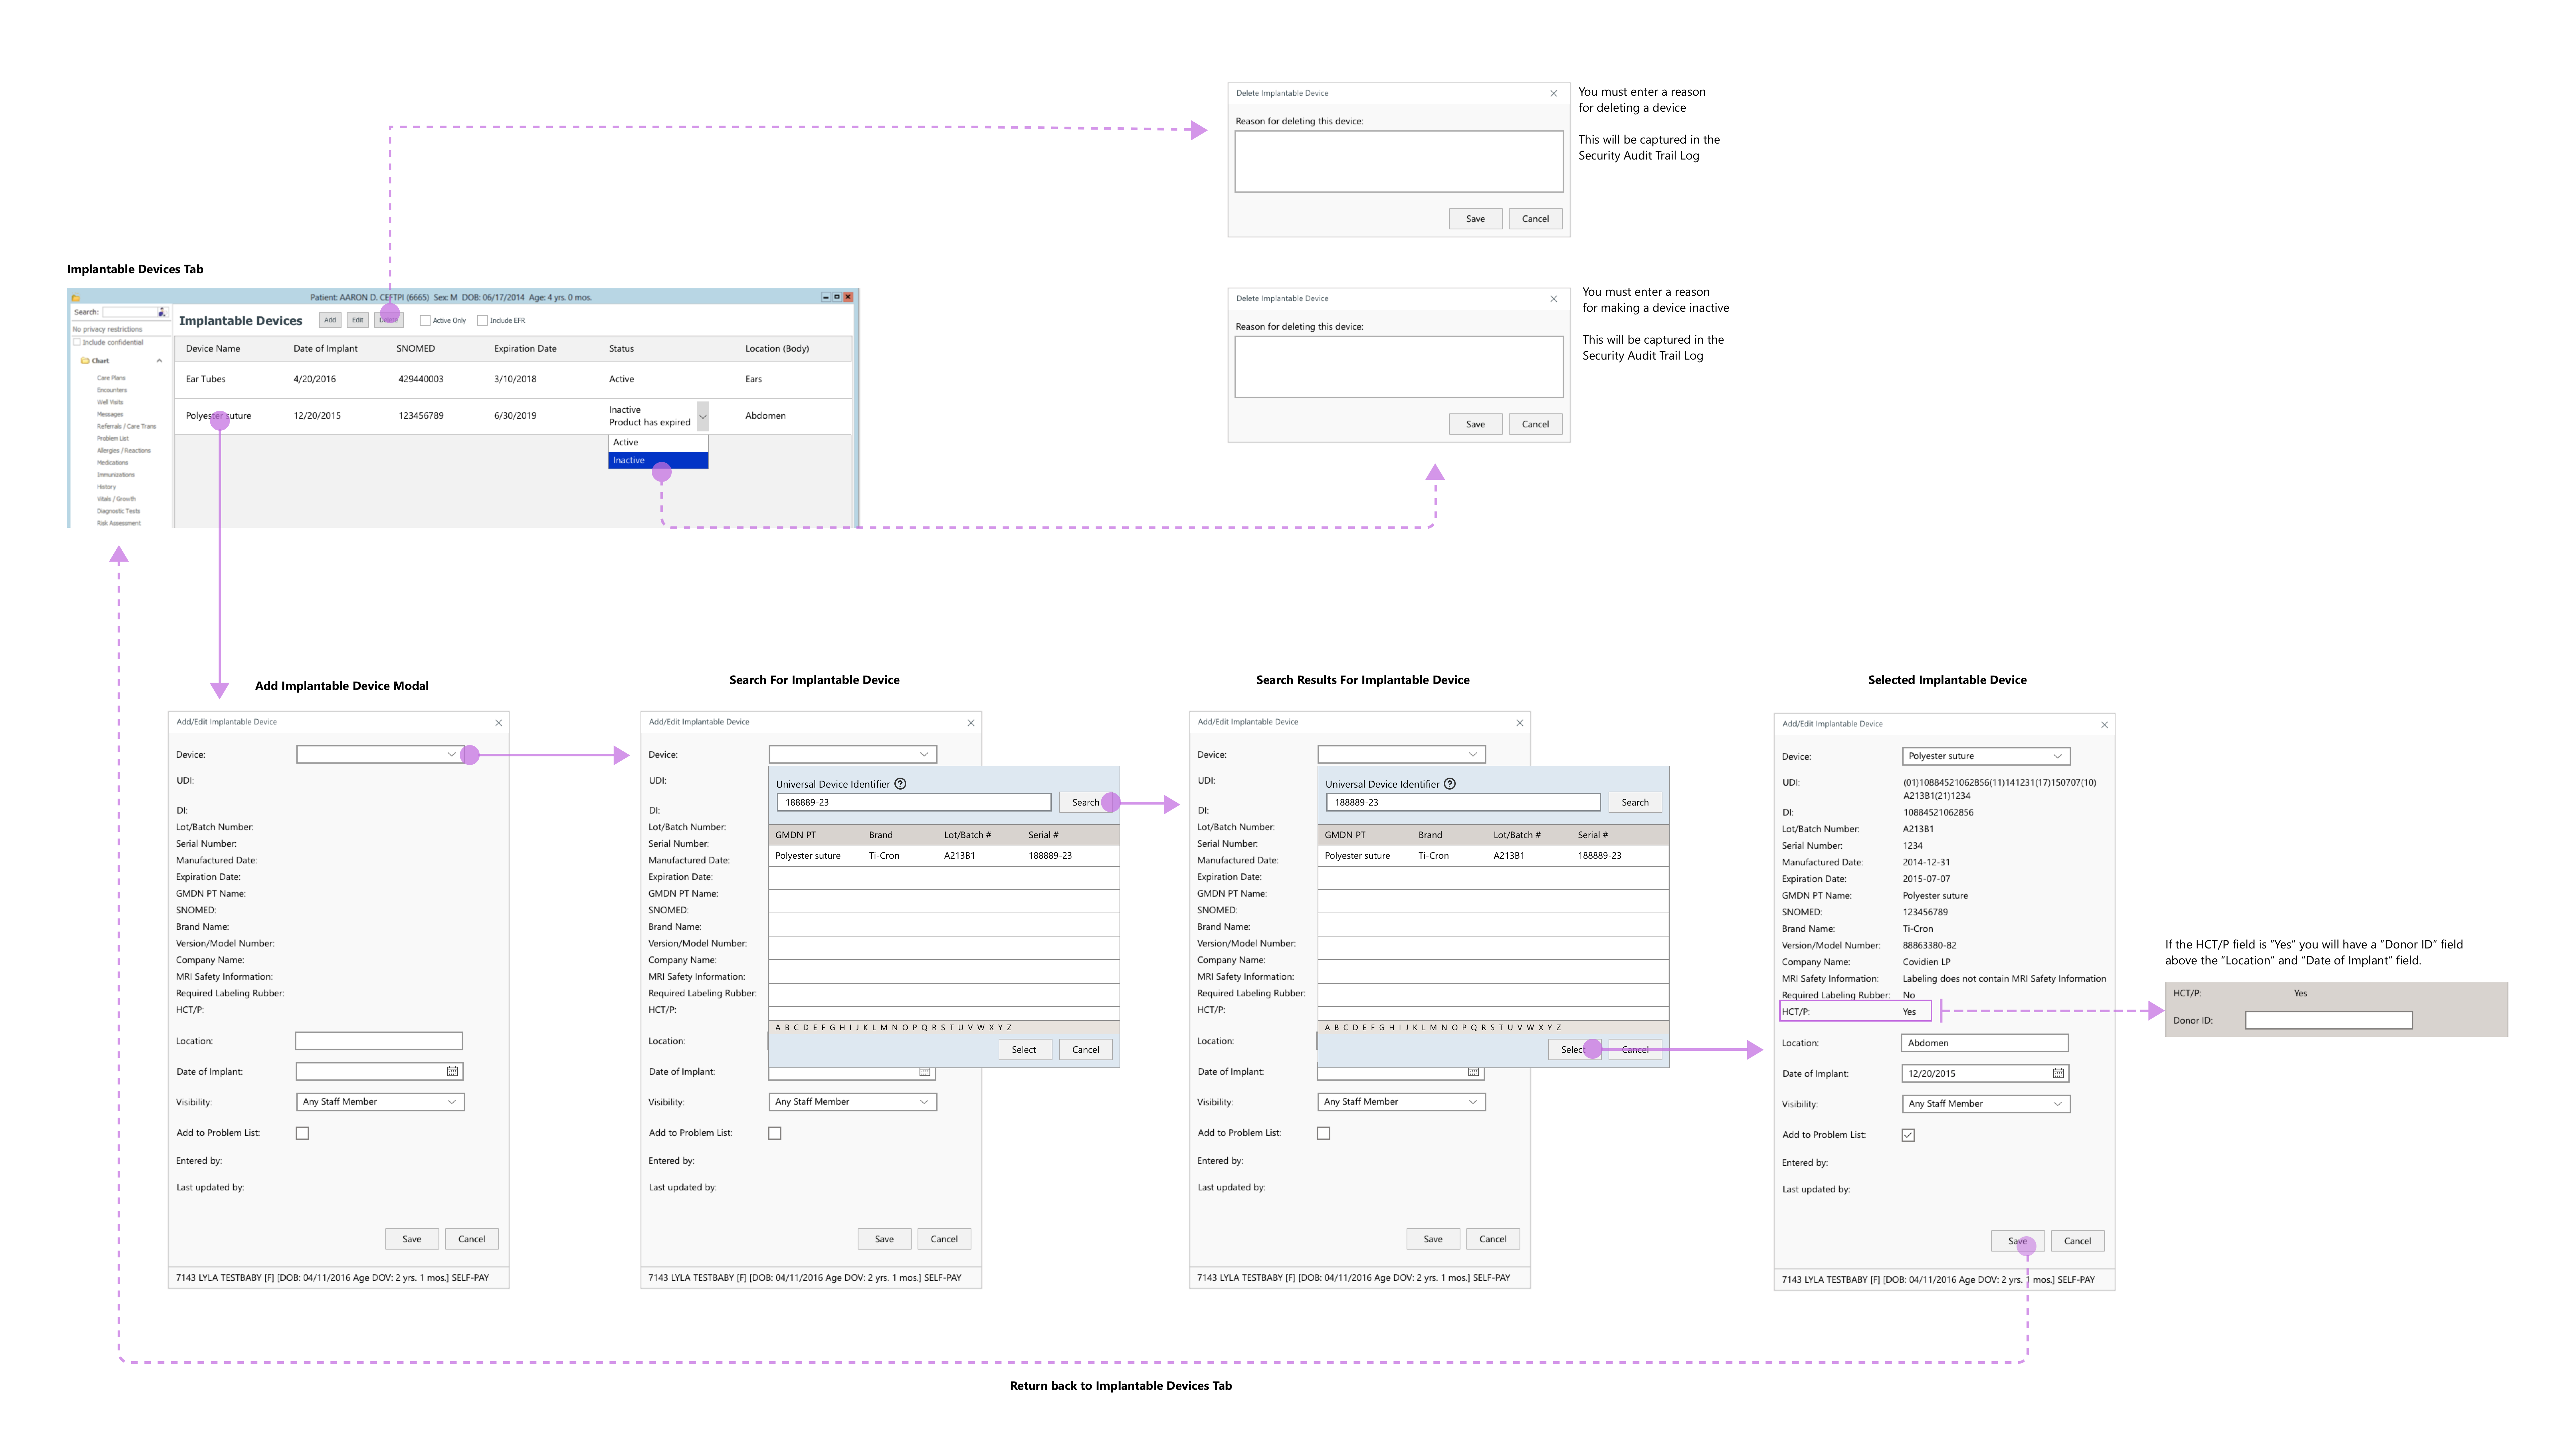 Delete Implantable Device
Reason for deleting this device:
Save Cancel
You must enter a reason
for deleting a device
This will be captured in the
Security Audit Trail Log
Implantable Devices Tab
Patient: AARON D. CEFTPI (6665) Sex: M DOB: 06/17/2014 Age: 4 yrs. 0 mos.
Search:
No privacy restrictions
Include confidential
Chart
Care Plans
Encounters
Well Visits
Messages
Referrals / Care Trans
Problem List
Allergies / Reactions
Medications
Immunizations
History
Vitals / Growth
Diagnostic Tests
Risk Assessment
Implantable Devices Add Edit Delete Active Only Include EFR
Device Name Date of Implant SNOMED Expiration Date Status Location (Body)
Ear Tubes 4/20/2016 429440003 3/10/2018 Active Ears
Polyester suture 12/20/2015 123456789 6/30/2019 Inactive Product has expired Abdomen
Active
Inactive
Delete Implantable Device
Reason for deleting this device:
Save Cancel
You must enter a reason
for making a device inactive
This will be captured in the
Security Audit Trail Log
Add Implantable Device Modal
Add/Edit Implantable Device
Device:
UDI:
DI:
Lot/Batch Number:
Serial Number:
Manufactured Date:
Expiration Date:
GMDN PT Name:
SNOMED:
Brand Name:
Version/Model Number:
Company Name:
MRI Safety Information:
Required Labeling Rubber:
HCT/P:
Location:
Date of Implant:
Visibility: Any Staff Member
Add to Problem List:
Entered by:
Last updated by:
Save Cancel
7143 LYLA TESTBABY [F] [DOB: 04/11/2016 Age DOV: 2 yrs. 1 mos.] SELF-PAY
Search For Implantable Device
Add/Edit Implantable Device
Device:
UDI:
DI:
Lot/Batch Number:
Serial Number:
Manufactured Date:
Expiration Date:
GMDN PT Name:
SNOMED:
Brand Name:
Version/Model Number:
Company Name:
MRI Safety Information:
Required Labeling Rubber:
HCT/P:
Location:
Date of Implant:
Visibility: Any Staff Member
Add to Problem List:
Entered by:
Last updated by:
Save Cancel
7143 LYLA TESTBABY [F] [DOB: 04/11/2016 Age DOV: 2 yrs. 1 mos.] SELF-PAY
Universal Device Identifier ?
188889-23 Search
GMDN PT Brand Lot/Batch # Serial #
Polyester suture Ti-Cron A213B1 188889-23
A B C D E F G H I J K L M N O P Q R S T U V W X Y Z
Select Cancel
Search Results For Implantable Device
Add/Edit Implantable Device
Device:
UDI:
DI:
Lot/Batch Number:
Serial Number:
Manufactured Date:
Expiration Date:
GMDN PT Name:
SNOMED:
Brand Name:
Version/Model Number:
Company Name:
MRI Safety Information:
Required Labeling Rubber:
HCT/P:
Location:
Date of Implant:
Visibility: Any Staff Member
Add to Problem List:
Entered by:
Last updated by:
Save Cancel
7143 LYLA TESTBABY [F] [DOB: 04/11/2016 Age DOV: 2 yrs. 1 mos.] SELF-PAY
Universal Device Identifier ?
188889-23 Search
GMDN PT Brand Lot/Batch # Serial #
Polyester suture Ti-Cron A213B1 188889-23
A B C D E F G H I J K L M N O P Q R S T U V W X Y Z
Select Cancel
Selected Implantable Device
Add/Edit Implantable Device
Device: Polyester suture
UDI: (01)10884521062856(11)141231(17)150707(10)
A213B1(21)1234
DI: 10884521062856
Lot/Batch Number: A213B1
Serial Number: 1234
Manufactured Date: 2014-12-31
Expiration Date: 2015-07-07
GMDN PT Name: Polyester suture
SNOMED: 123456789
Brand Name: Ti-Cron
Version/Model Number: 88863380-82
Company Name: Covidien LP
MRI Safety Information: Labeling does not contain MRI Safety Information
Required Labeling Rubber: No
HCT/P: Yes
Location: Abdomen
Date of Implant: 12/20/2015
Visibility: Any Staff Member
Add to Problem List:
Entered by:
Last updated by:
Save Cancel
7143 LYLA TESTBABY [F] [DOB: 04/11/2016 Age DOV: 2 yrs. 1 mos.] SELF-PAY
If the HCT/P field is “Yes” you will have a “Donor ID” field
above the “Location” and “Date of Implant” field.
HCT/P: Yes
Donor ID:
Return back to Implantable Devices Tab